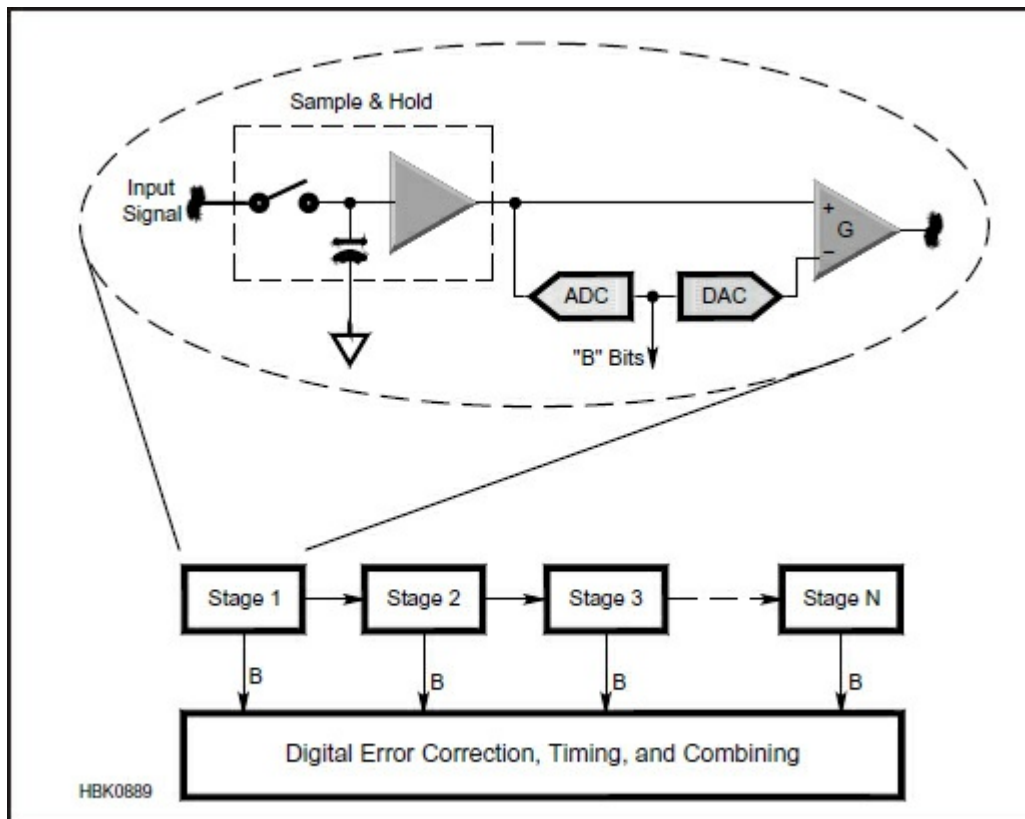 Sample & Hold
Input
Signal
+
G
−
ADC
DAC
"B" Bits
Stage 1
Stage 2
Stage 3
Stage N
B
B
B
B
Digital Error Correction, Timing, and Combining
HBK0889